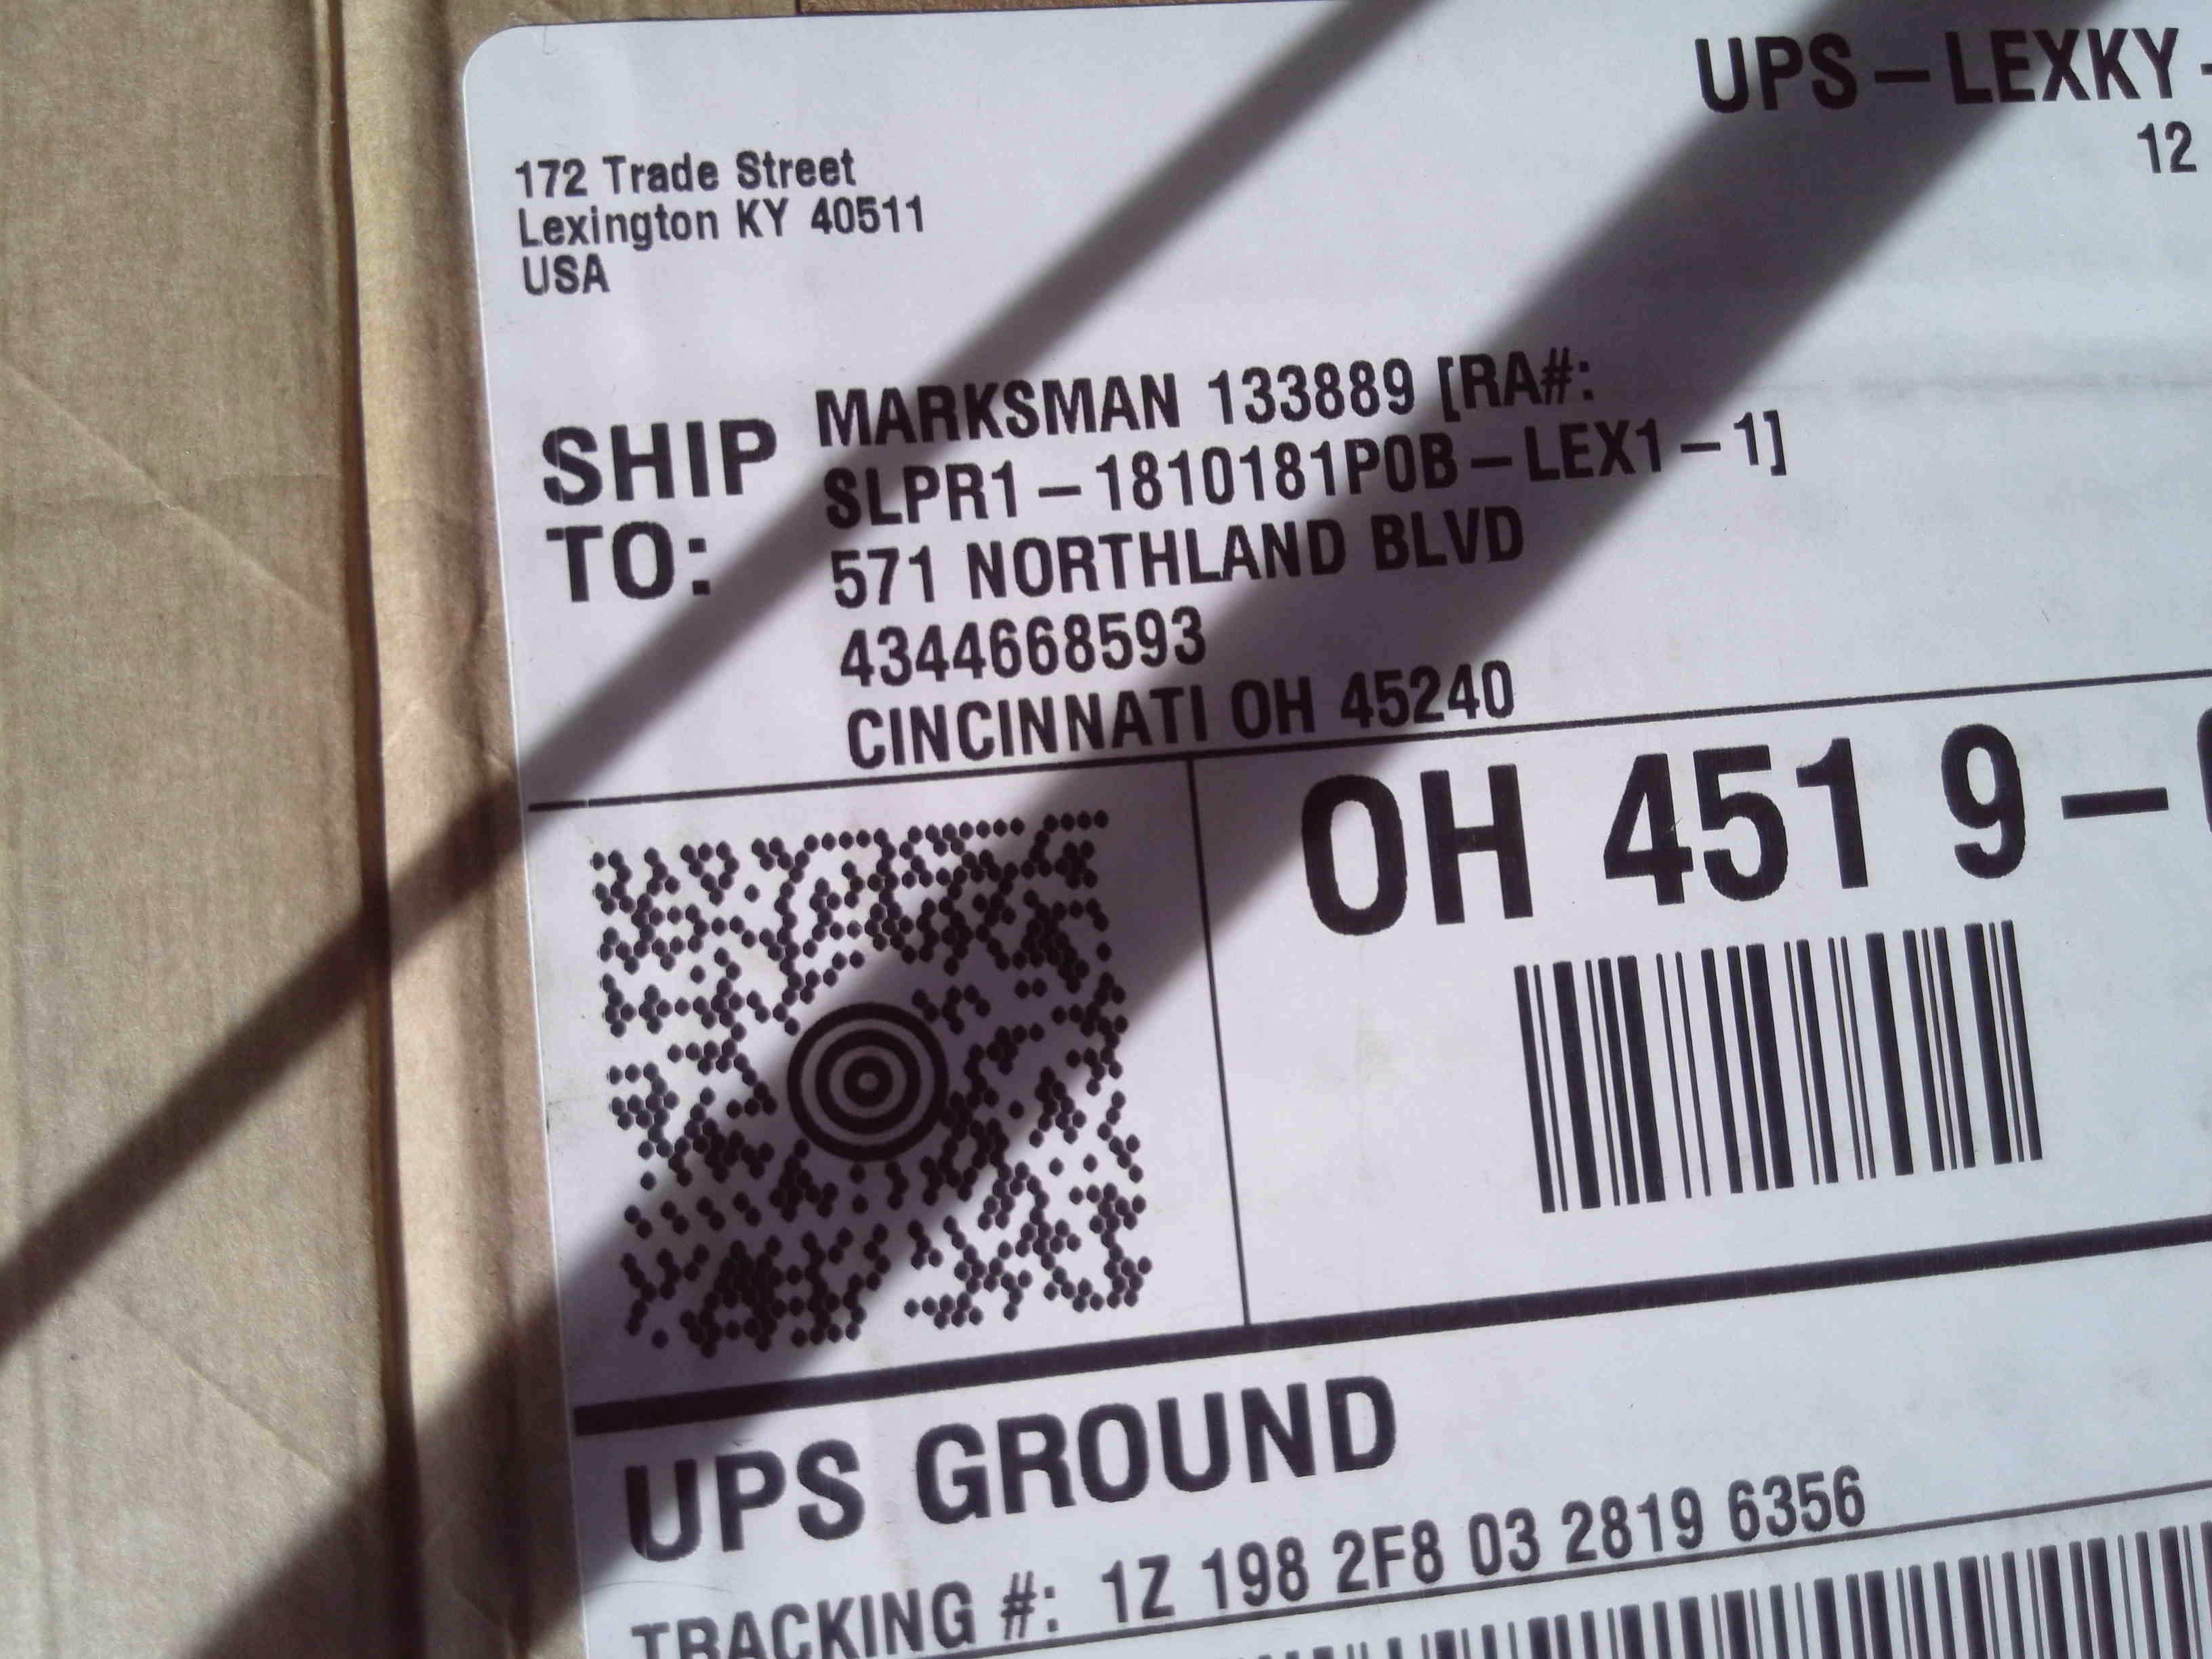 UPS – LEXKY -
12
172 Trade Street
Lexington KY 40511
USA
SHIP TO:
MARKSMAN 133889 [RA#:
SLPR1 – 1810181P0B – LEX1 – 1]
571 NORTHLAND BLVD
4344668593
CINCINNATI OH 45240
OH 451 9 –
UPS GROUND
TRACKING #: 1Z 198 2F8 03 2819 6356